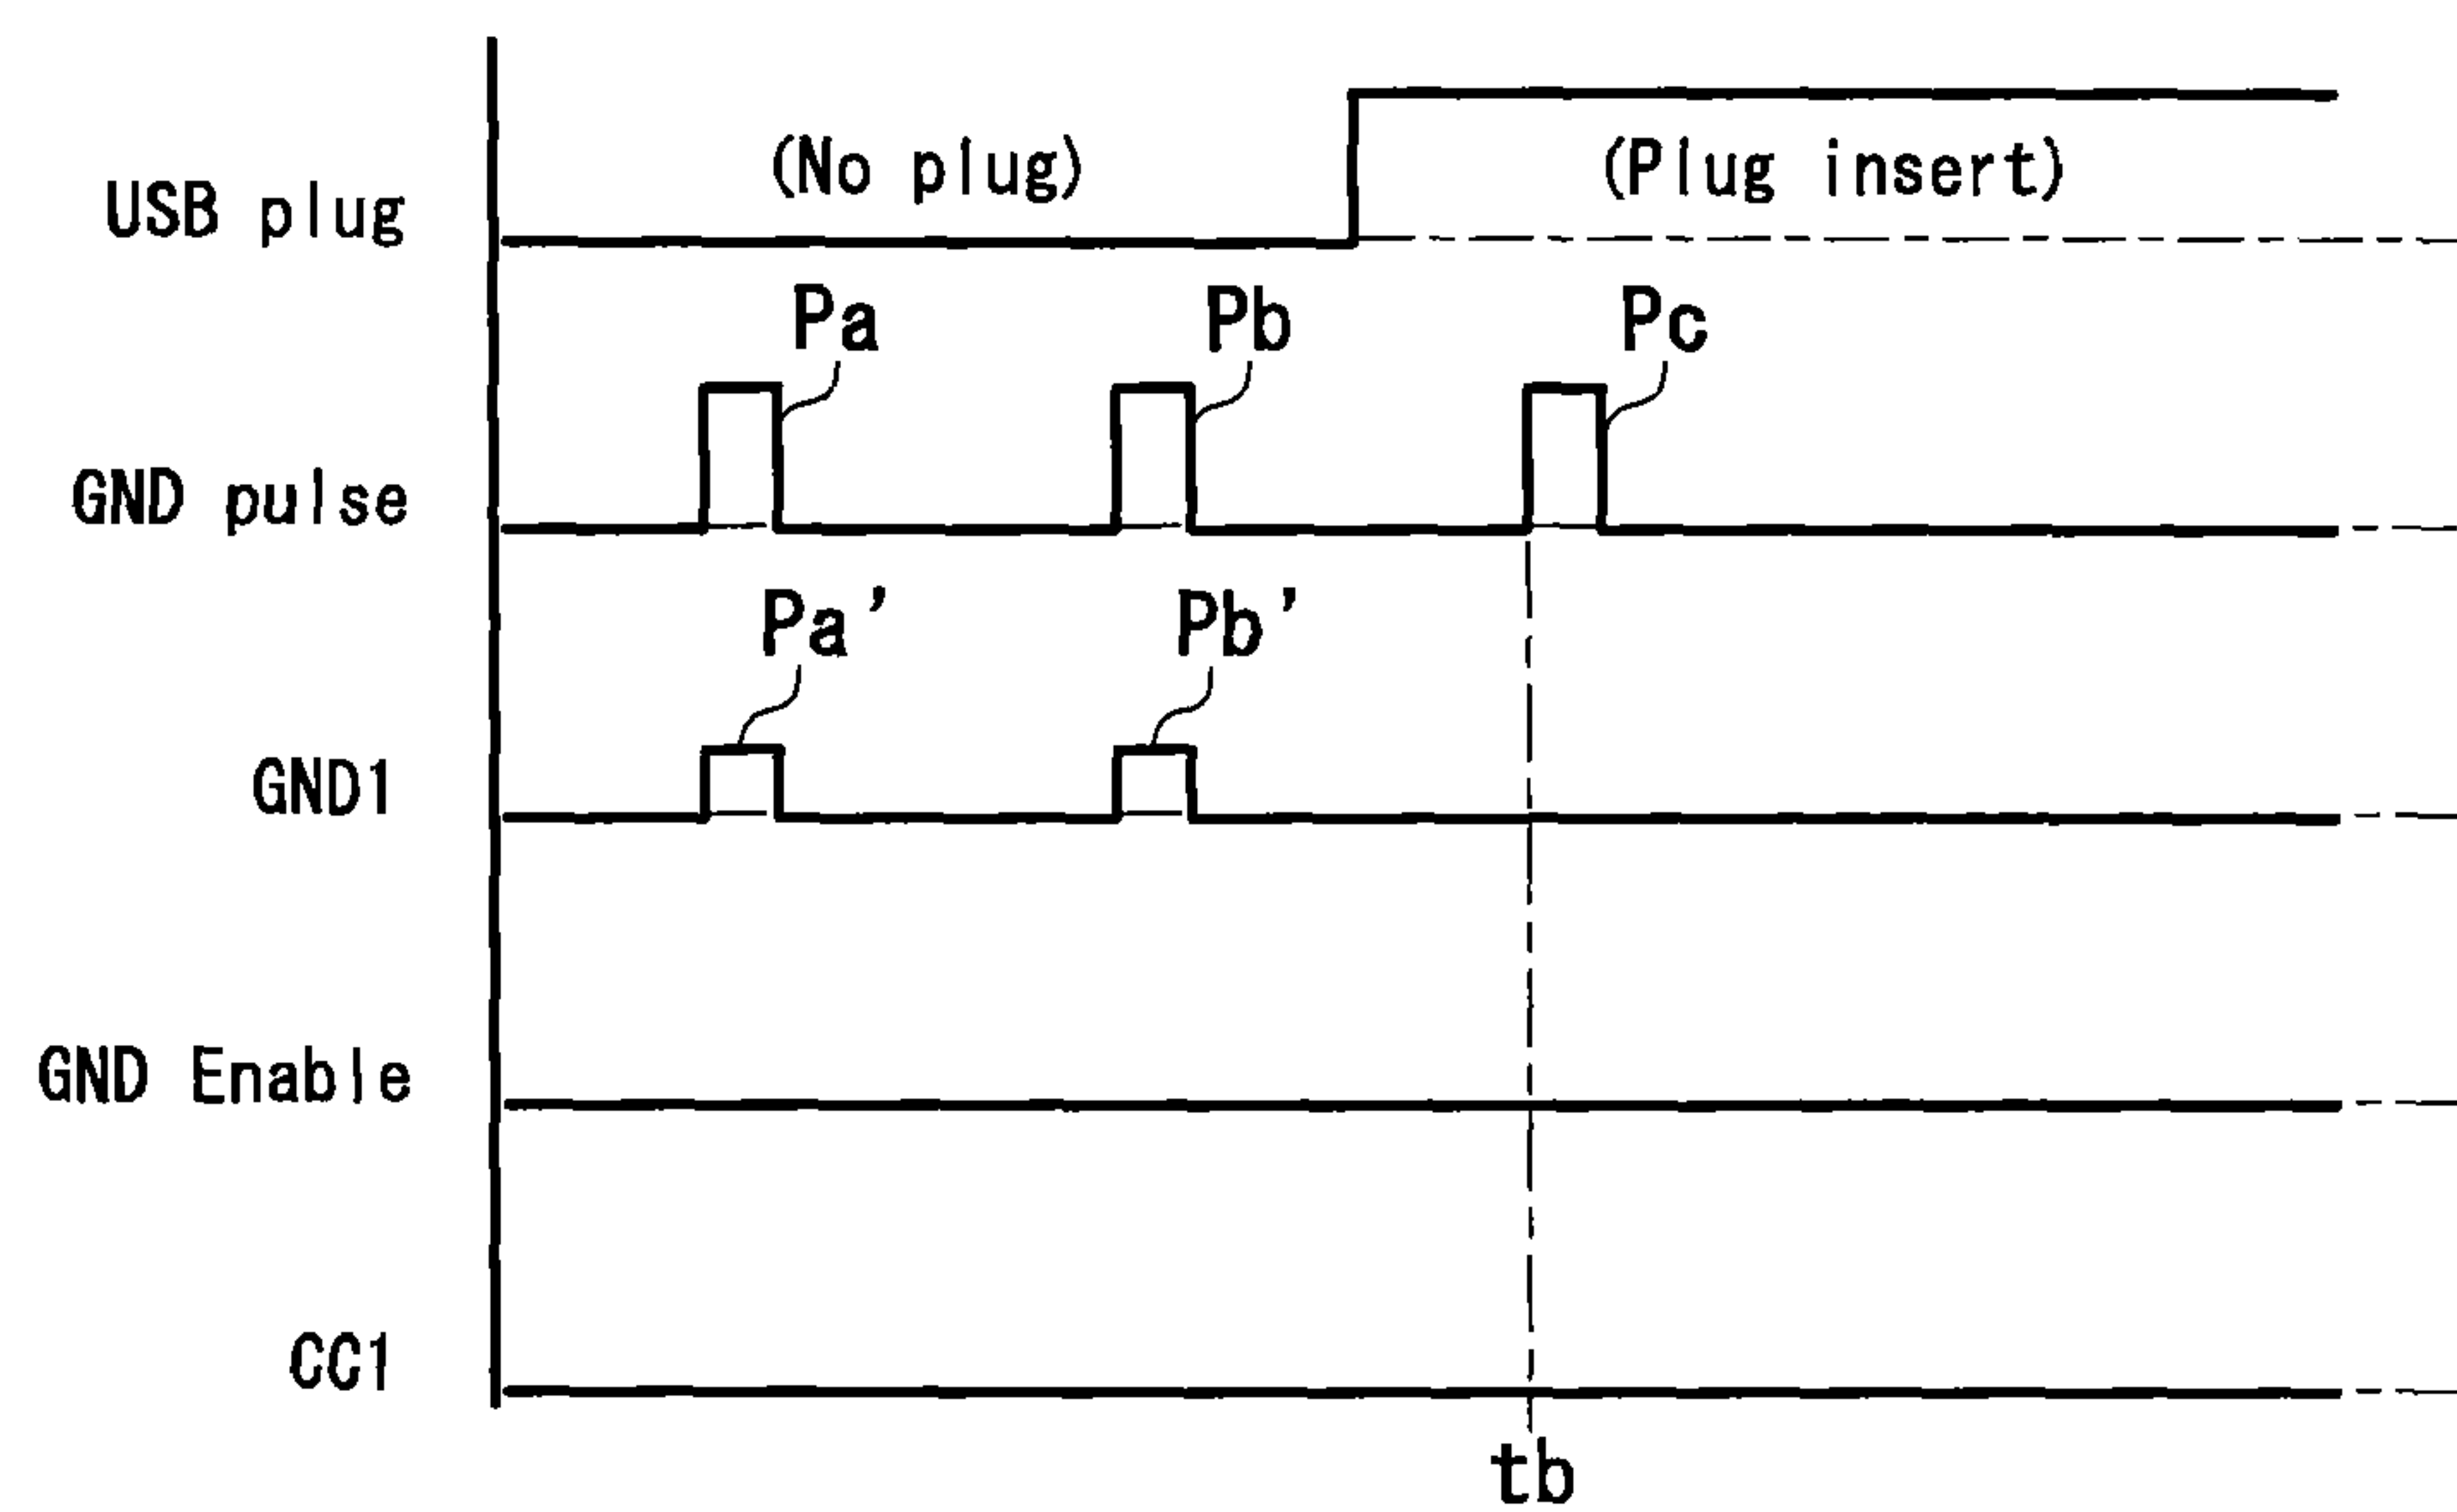 (No plug) (Plug insert)
USB plug
Pa Pb Pc
GND pulse
Pa' Pb'
GND1
GND Enable
CC1
tb